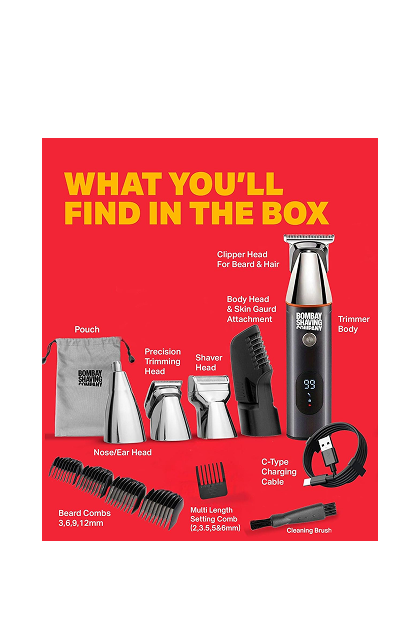 WHAT YOU'LL
FIND IN THE BOX
Clipper Head
For Beard & Hair
Body Head
& Skin Gaurd
Attachment
BOMBAY
SHAVING
COMPANY
Trimmer
Body
Pouch
Precision
Trimming
Head
Shaver
Head
BOMBAY
SHAVING
COMPANY
99
Nose/Ear Head
C-Type
Charging
Cable
Beard Combs
3,6,9,12mm
Multi Length
Setting Comb
(2,3.5,5&6mm)
Cleaning Brush